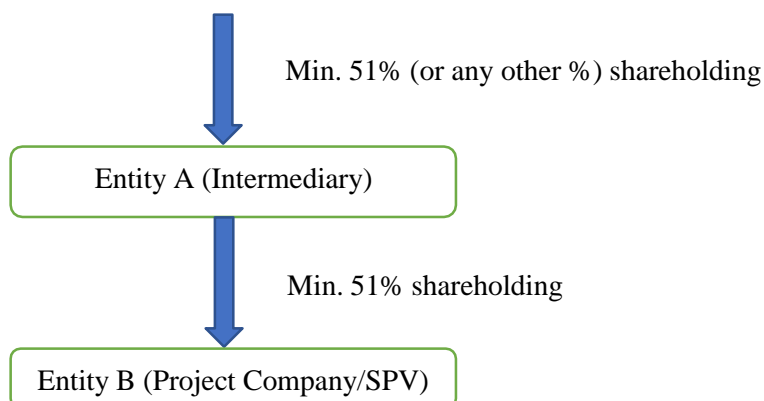 Min. 51% (or any other %) shareholding
Entity A (Intermediary)
Min. 51% shareholding
Entity B (Project Company/SPV)